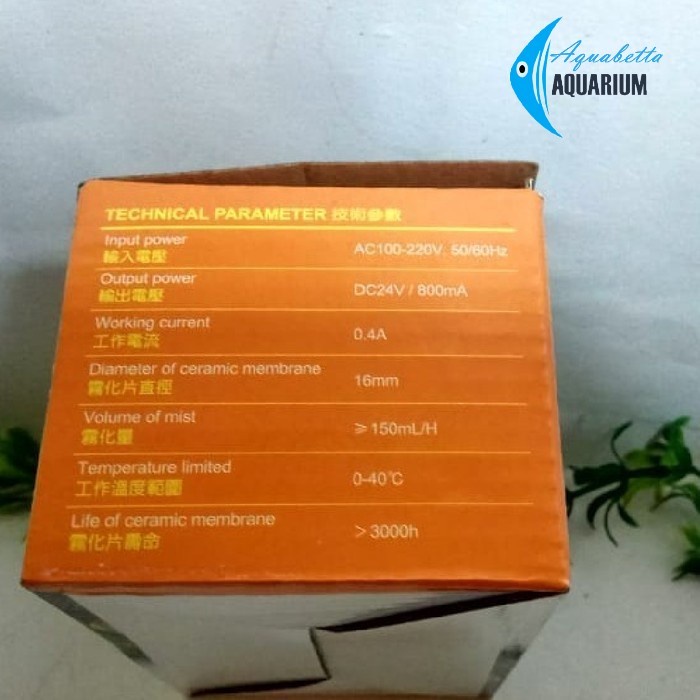 Aquabetta
AQUARIUM
TECHNICAL PARAMETER 技術參數
Input power
輸入電壓
AC100-220V, 50/60Hz
Output power
輸出電壓
DC24V / 800mA
Working current
工作電流
0.4A
Diameter of ceramic membrane
霧化片直徑
16mm
Volume of mist
霧化量
≥150mL/H
Temperature limited
工作溫度範圍
0-40℃
Life of ceramic membrane
霧化片壽命
>3000h